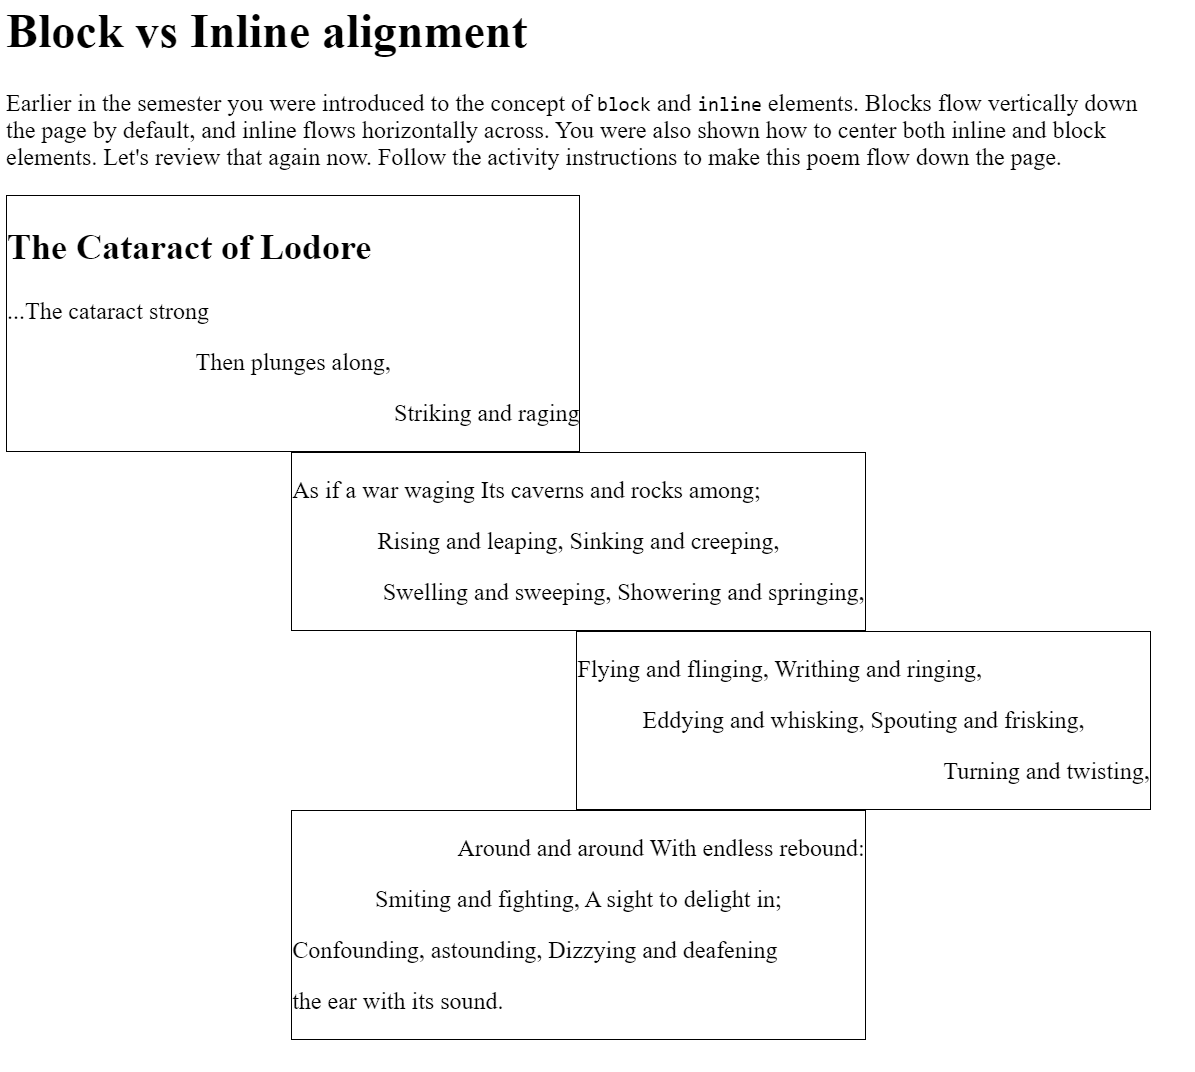 Block vs Inline alignment
Earlier in the semester you were introduced to the concept of block and inline elements. Blocks flow vertically down
the page by default, and inline flows horizontally across. You were also shown how to center both inline and block
elements. Let's review that again now. Follow the activity instructions to make this poem flow down the page.
The Cataract of Lodore
...The cataract strong
Then plunges along,
Striking and raging
As if a war waging Its caverns and rocks among;
Rising and leaping, Sinking and creeping,
Swelling and sweeping, Showering and springing,
Flying and flinging, Writhing and ringing,
Eddying and whisking, Spouting and frisking,
Turning and twisting,
Around and around With endless rebound:
Smiting and fighting, A sight to delight in;
Confounding, astounding, Dizzying and deafening
the ear with its sound.